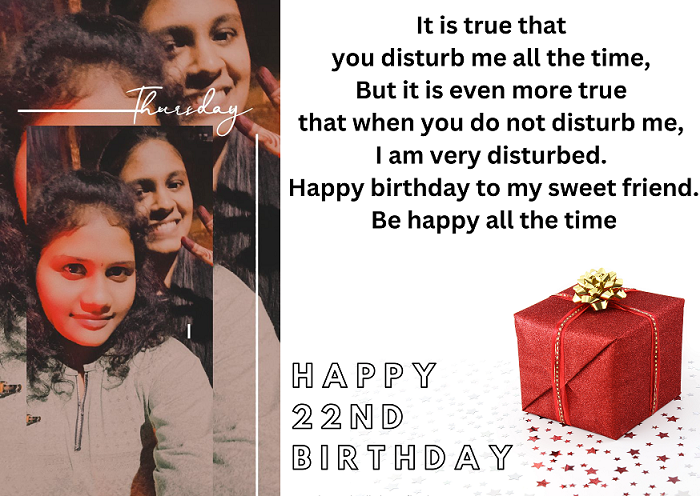 Thursday
It is true that
you disturb me all the time,
But it is even more true
that when you do not disturb me,
I am very disturbed.
Happy birthday to my sweet friend.
Be happy all the time
HAPPY
22ND
BIRTHDAY